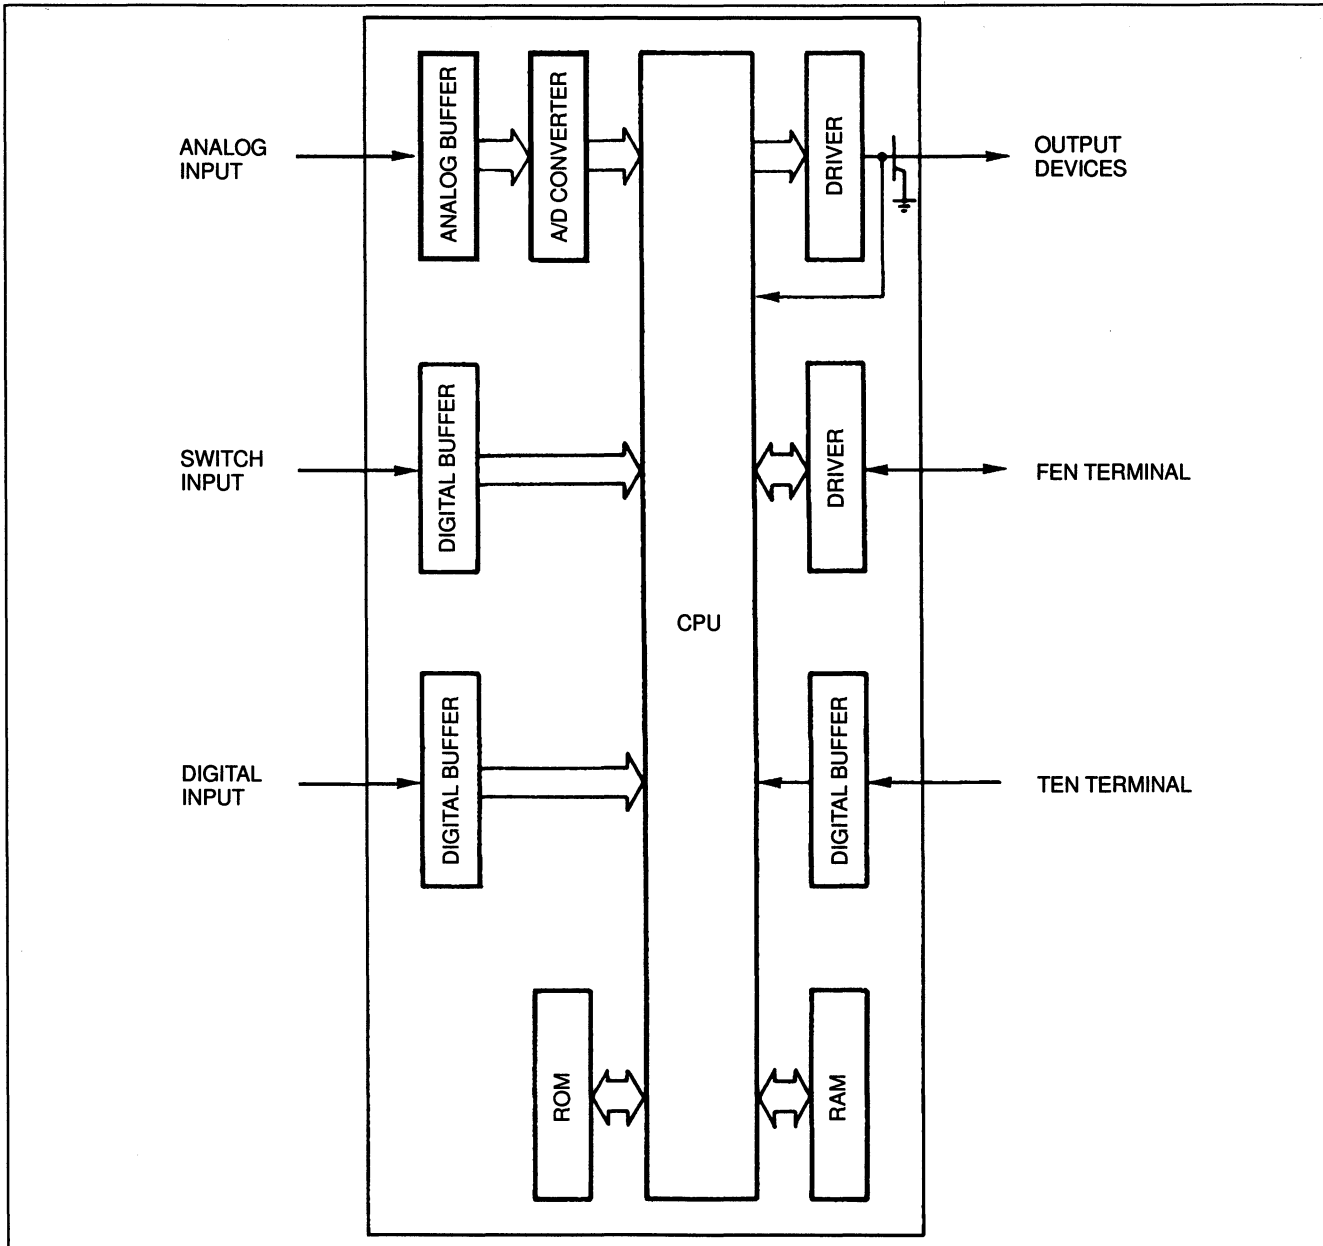 ANALOG
INPUT
ANALOG BUFFER
A/D CONVERTER
DRIVER
OUTPUT
DEVICES
SWITCH
INPUT
DIGITAL BUFFER
DRIVER
FEN TERMINAL
CPU
DIGITAL
INPUT
DIGITAL BUFFER
DIGITAL BUFFER
TEN TERMINAL
ROM
RAM